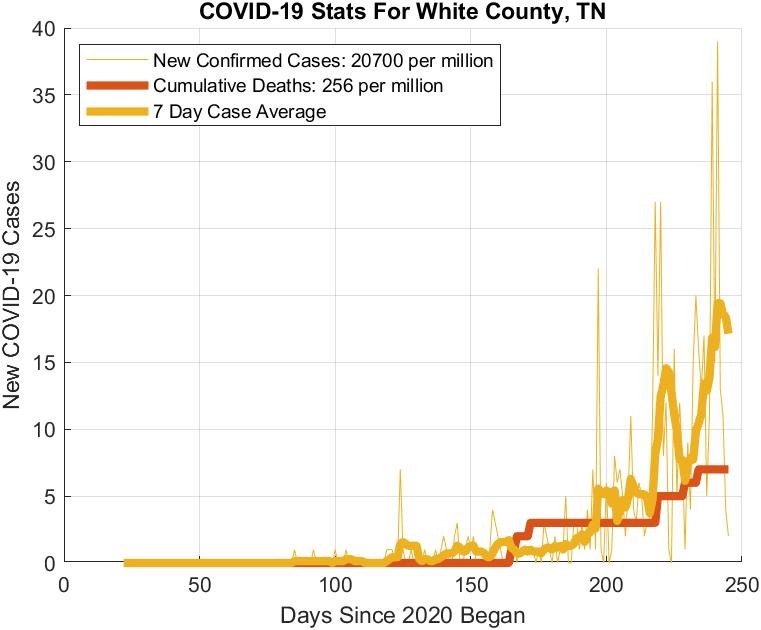 COVID-19 Stats For White County, TN
New Confirmed Cases: 20700 per million
Cumulative Deaths: 256 per million
7 Day Case Average
New COVID-19 Cases
40
35
30
25
20
15
10
5
0
0 50 100 150 200 250
Days Since 2020 Began